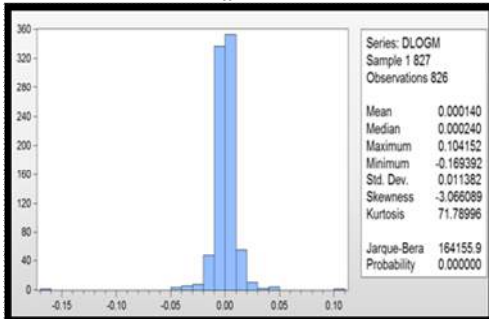 360
320
280
240
200
160
120
80
40
0
-0.15 -0.10 -0.05 0.00 0.05 0.10
Series: DLOGM
Sample 1 827
Observations 826
Mean 0.000140
Median 0.000240
Maximum 0.104152
Minimum -0.169392
Std. Dev. 0.011382
Skewness -3.066089
Kurtosis 71.78996
Jarque-Bera 164155.9
Probability 0.000000